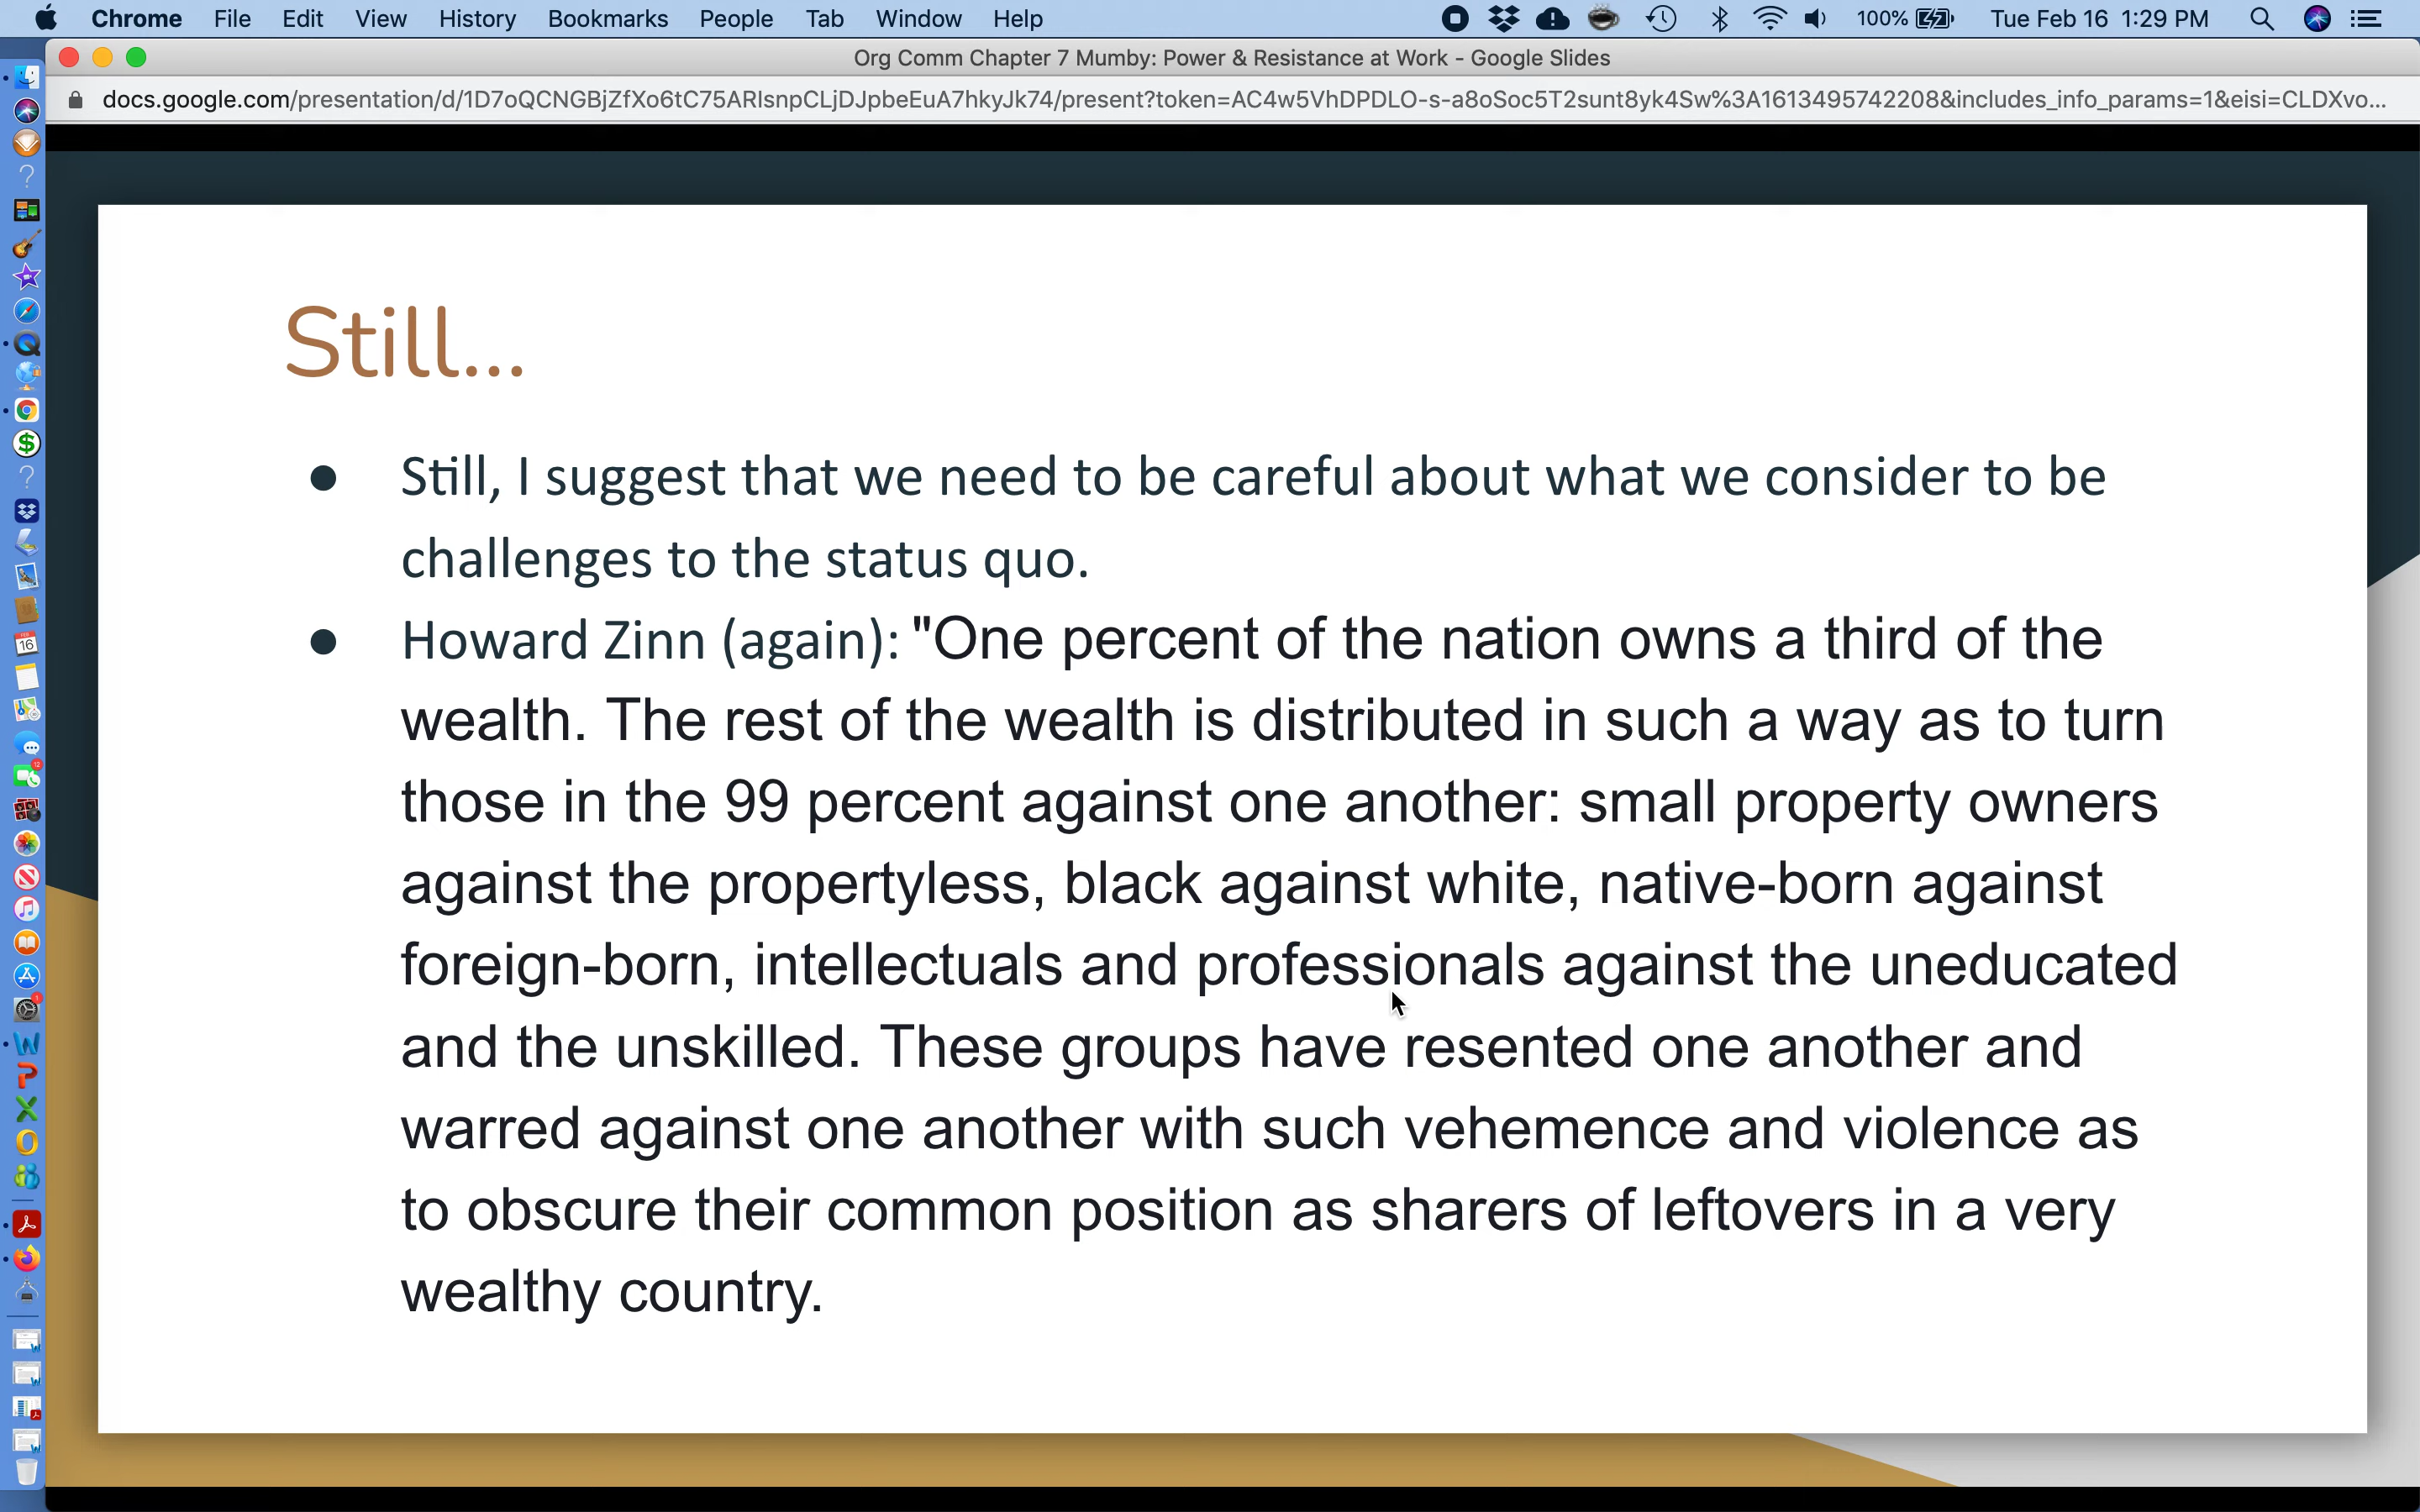 Chrome File Edit View History Bookmarks People Tab Window Help 100% Tue Feb 16 1:29 PM
Org Comm Chapter 7 Mumby: Power & Resistance at Work - Google Slides
docs.google.com/presentation/d/1D7oQCNGBjZfXo6tC75ARIsnpCLjDJpbeEuA7hkyJk74/present?token=AC4w5VhDPDLO-s-a8oSoc5T2sunt8yk4Sw%3A1613495742208&includes_info_params=1&eisi=CLDXvo...
Still...
● Still, I suggest that we need to be careful about what we consider to be
challenges to the status quo.
● Howard Zinn (again): "One percent of the nation owns a third of the
wealth. The rest of the wealth is distributed in such a way as to turn
those in the 99 percent against one another: small property owners
against the propertyless, black against white, native-born against
foreign-born, intellectuals and professionals against the uneducated
and the unskilled. These groups have resented one another and
warred against one another with such vehemence and violence as
to obscure their common position as sharers of leftovers in a very
wealthy country.